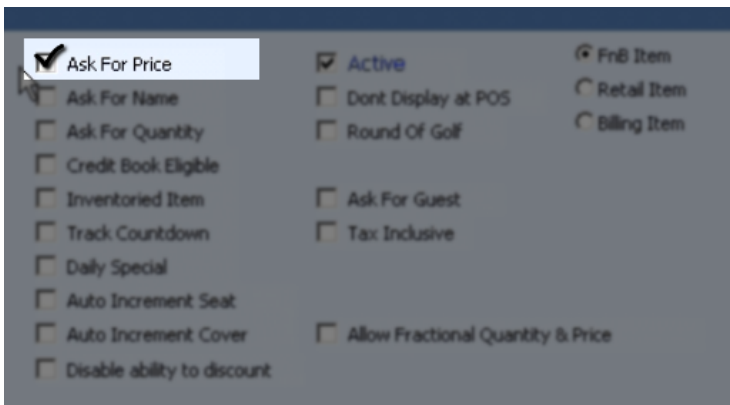 Ask For Price
Active
FnB Item
Ask For Name
Dont Display at POS
Retail Item
Ask For Quantity
Round Of Golf
Billing Item
Credit Book Eligible
Inventoried Item
Ask For Guest
Track Countdown
Tax Inclusive
Daily Special
Auto Increment Seat
Auto Increment Cover
Allow Fractional Quantity & Price
Disable ability to discount